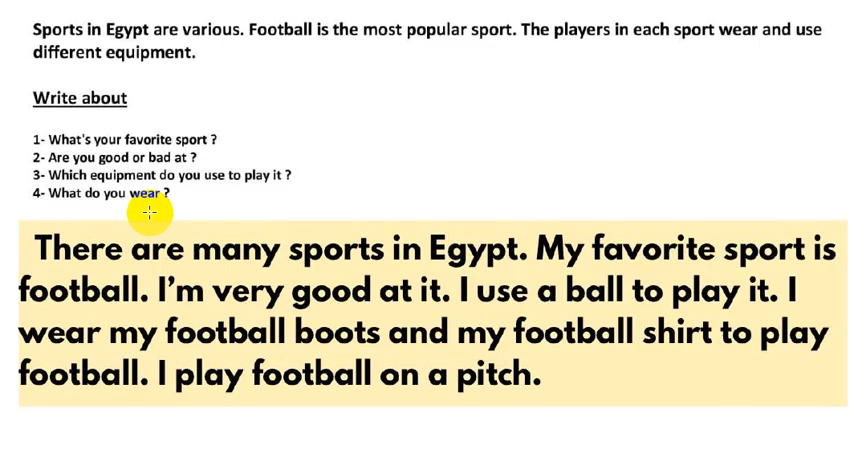 Sports in Egypt are various. Football is the most popular sport. The players in each sport wear and use
different equipment.
Write about
1- What's your favorite sport ?
2- Are you good or bad at ?
3- Which equipment do you use to play it ?
4- What do you wear ?
There are many sports in Egypt. My favorite sport is
football. I’m very good at it. I use a ball to play it. I
wear my football boots and my football shirt to play
football. I play football on a pitch.